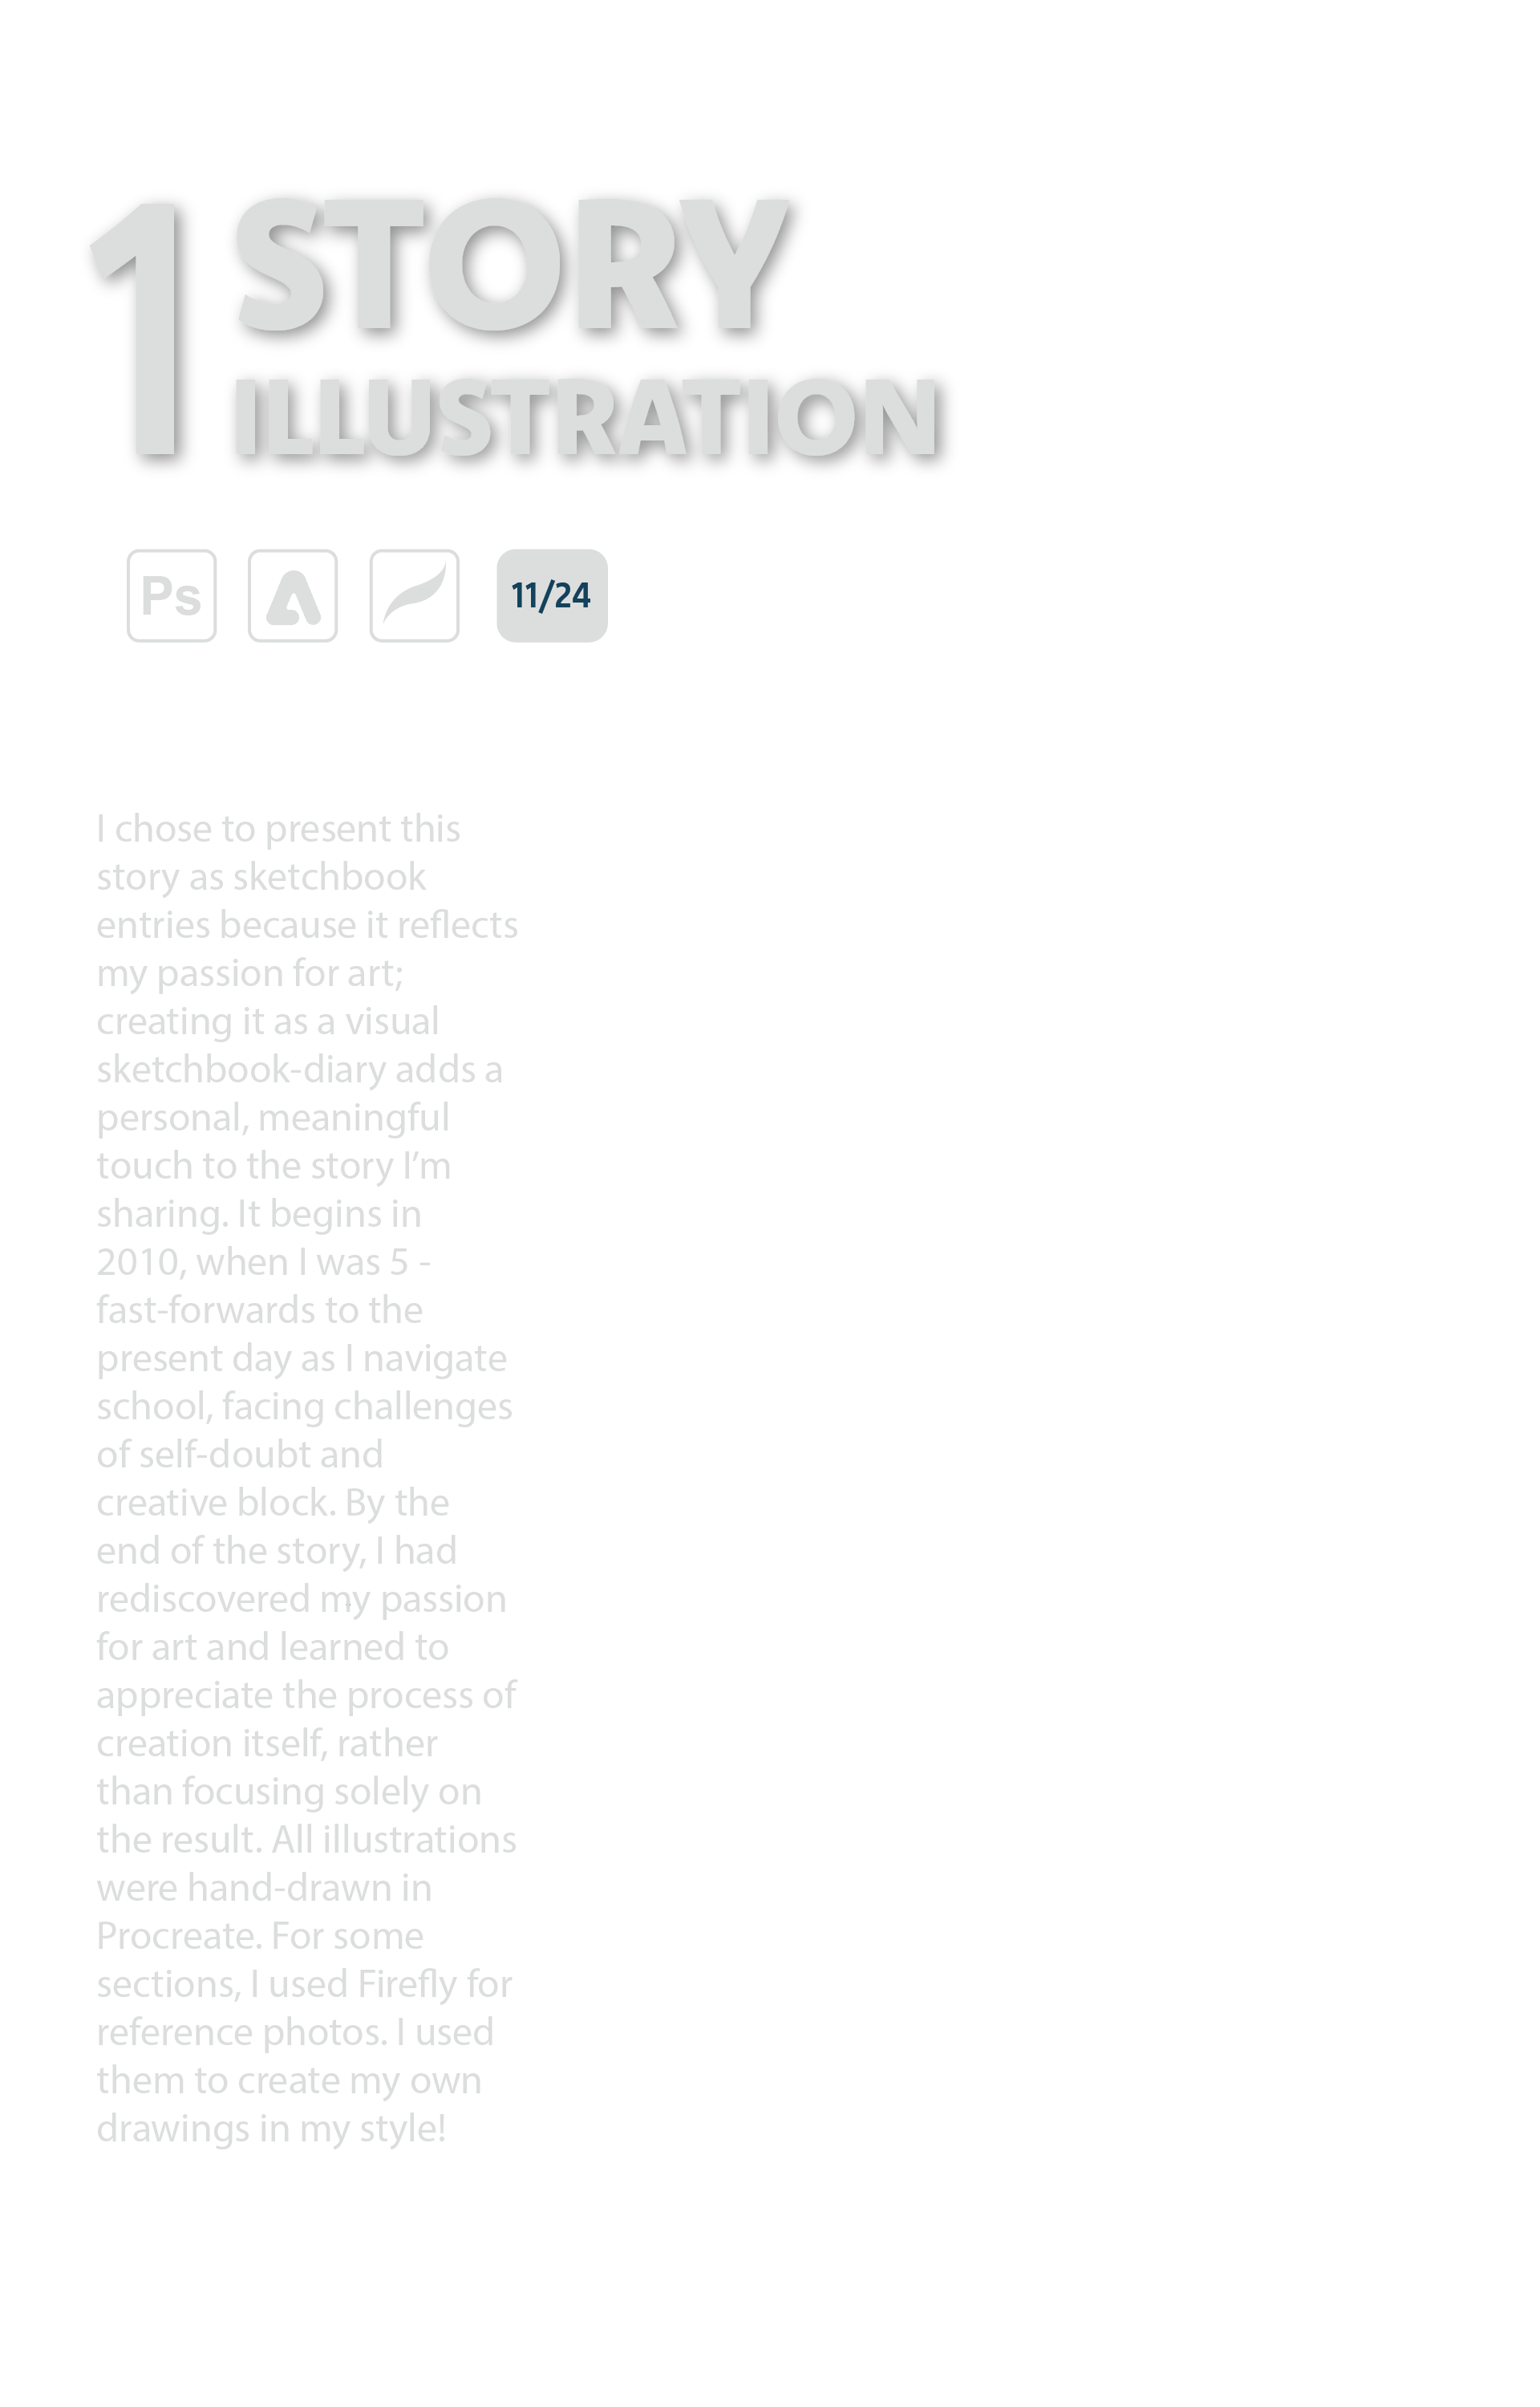 1 STORY
ILLUSTRATION
Ps
11/24
I chose to present this
story as sketchbook
entries because it reflects
my passion for art;
creating it as a visual
sketchbook-diary adds a
personal, meaningful
touch to the story I’m
sharing. It begins in
2010, when I was 5 -
fast-forwards to the
present day as I navigate
school, facing challenges
of self-doubt and
creative block. By the
end of the story, I had
rediscovered my passion
for art and learned to
appreciate the process of
creation itself, rather
than focusing solely on
the result. All illustrations
were hand-drawn in
Procreate. For some
sections, I used Firefly for
reference photos. I used
them to create my own
drawings in my style!